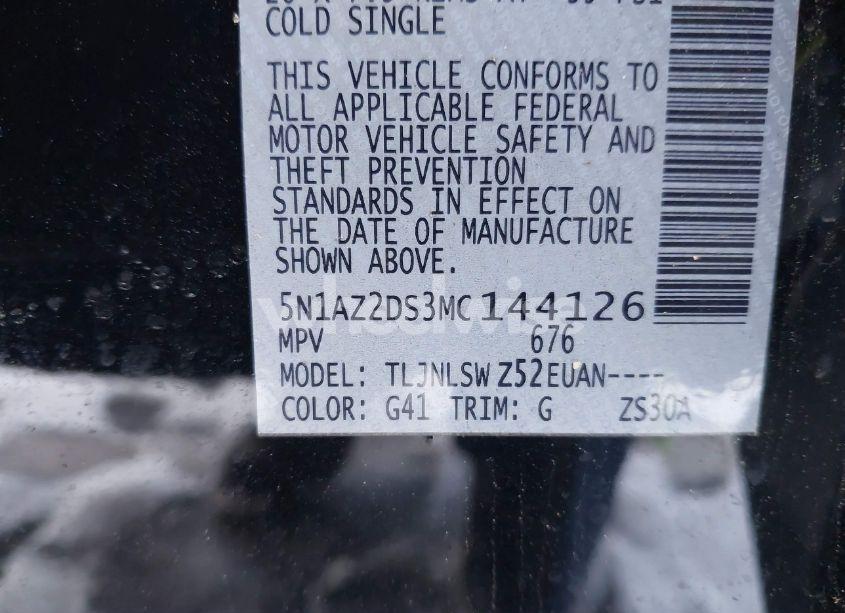 COLD SINGLE
THIS VEHICLE CONFORMS TO
ALL APPLICABLE FEDERAL
MOTOR VEHICLE SAFETY AND
THEFT PREVENTION
STANDARDS IN EFFECT ON
THE DATE OF MANUFACTURE
SHOWN ABOVE.
5N1AZ2DS3MC144126
MPV 676
MODEL: TLJNLSW Z52EUAN----
COLOR: G41 TRIM: G ZS30A